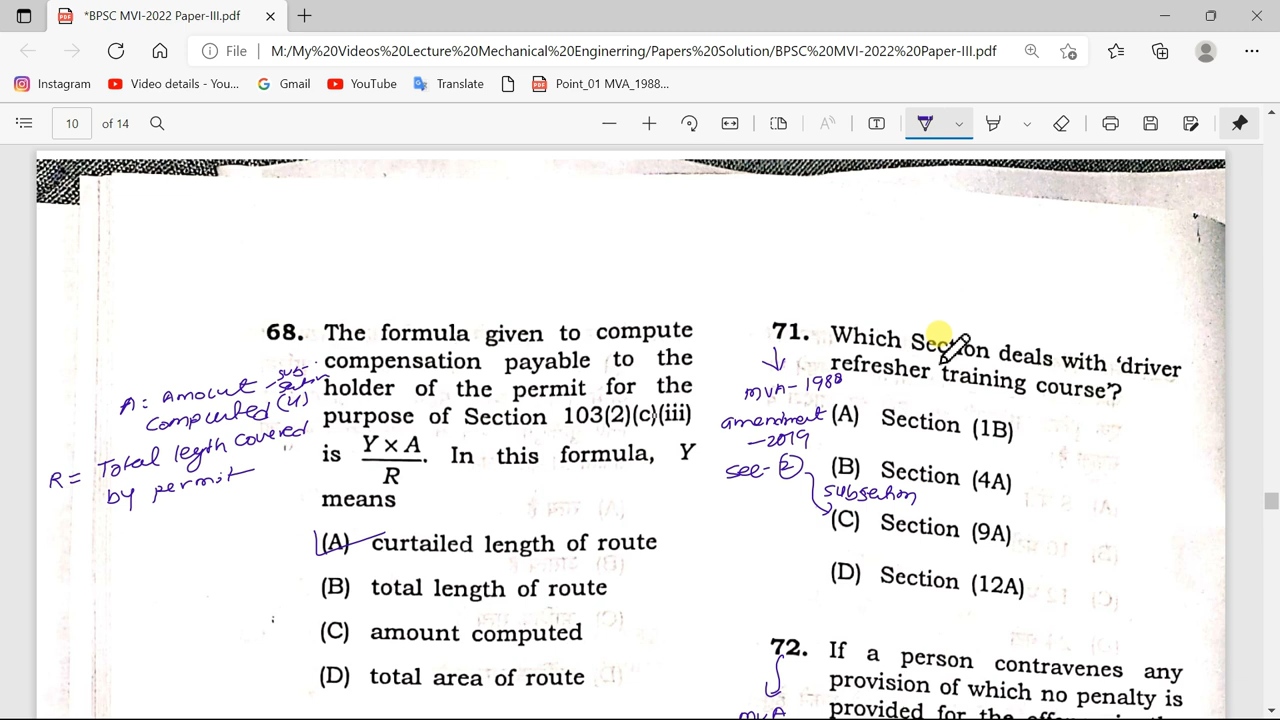 *BPSC MVI-2022 Paper-III.pdf
File
M:/My%20Videos%20Lecture%20Mechanical%20Enginerring/Papers%20Solution/BPSC%20MVI-2022%20Paper-III.pdf
Instagram
Video details - You...
Gmail
YouTube
Translate
Point_01 MVA_1988...
10 of 14
68. The formula given to compute
compensation payable to the
holder of the permit for the
purpose of Section 103(2)(c)(iii)
is Y × A
R
. In this formula, Y
means
(A) curtailed length of route
(B) total length of route
(C) amount computed
(D) total area of route
A: Amount - sub-
section
computed (4)
R = Total legth covered
by permit
71. Which Section deals with ‘driver
refresher training course’?
(A) Section (1B)
(B) Section (4A)
(C) Section (9A)
(D) Section (12A)
MVA-1988
amendment
-2019
see- 2
subsection
72. If a person contravenes any
provision of which no penalty is
provided for the offence in the
MVA